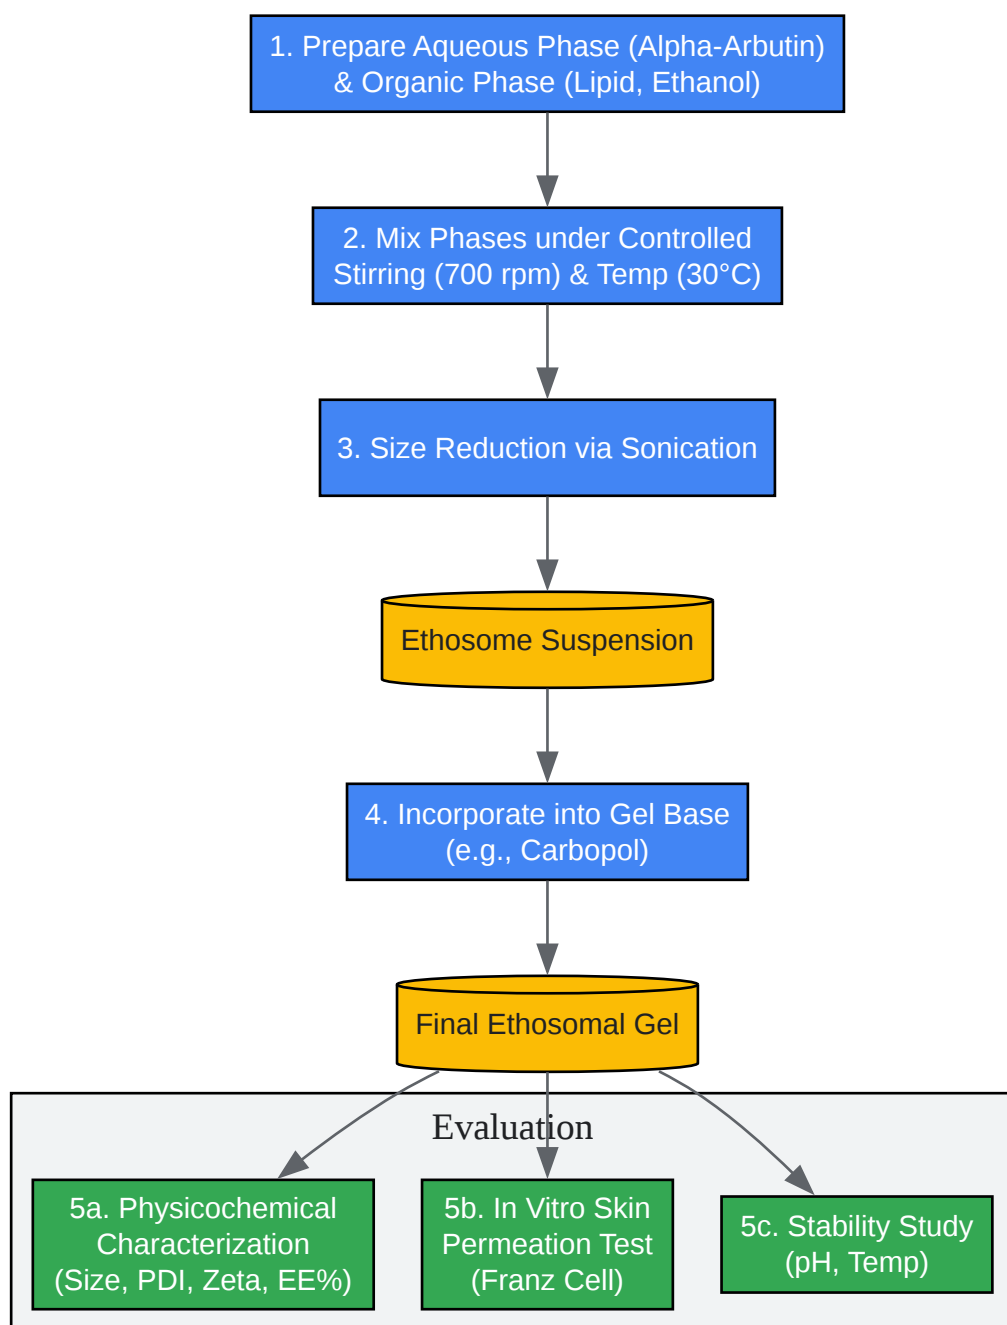 1. Prepare Aqueous Phase (Alpha-Arbutin)
& Organic Phase (Lipid, Ethanol)
2. Mix Phases under Controlled
Stirring (700 rpm) & Temp (30°C)
3. Size Reduction via Sonication
Ethosome Suspension
4. Incorporate into Gel Base
(e.g., Carbopol)
Final Ethosomal Gel
Evaluation
5a. Physicochemical
Characterization
(Size, PDI, Zeta, EE%)
5b. In Vitro Skin
Permeation Test
(Franz Cell)
5c. Stability Study
(pH, Temp)